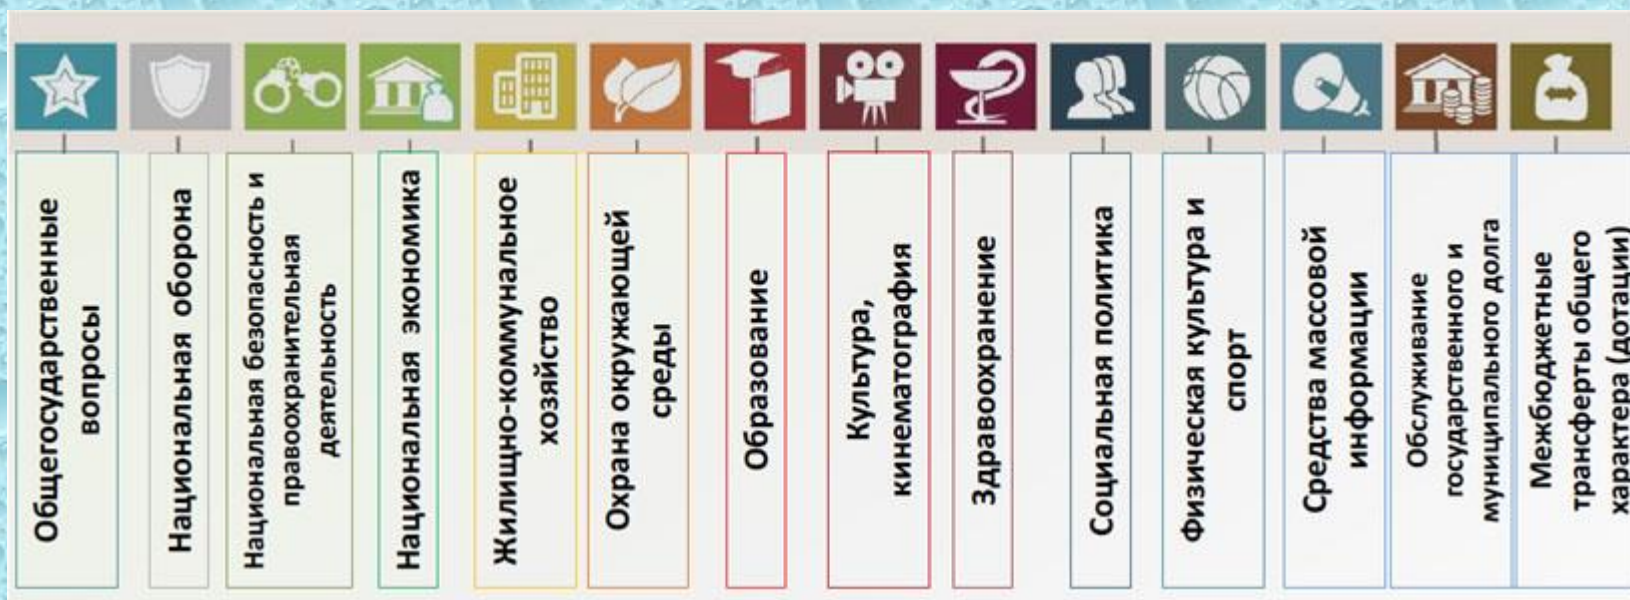 Общегосударственные
вопросы
Национальная оборона
Национальная безопасность и
правоохранительная
деятельность
Национальная экономика
Жилищно-коммунальное
хозяйство
Охрана окружающей
среды
Образование
Культура,
кинематография
Здравоохранение
Социальная политика
Физическая культура и
спорт
Средства массовой
информации
Обслуживание
государственного и
муниципального долга
Межбюджетные
трансферты общего
характера (дотации)